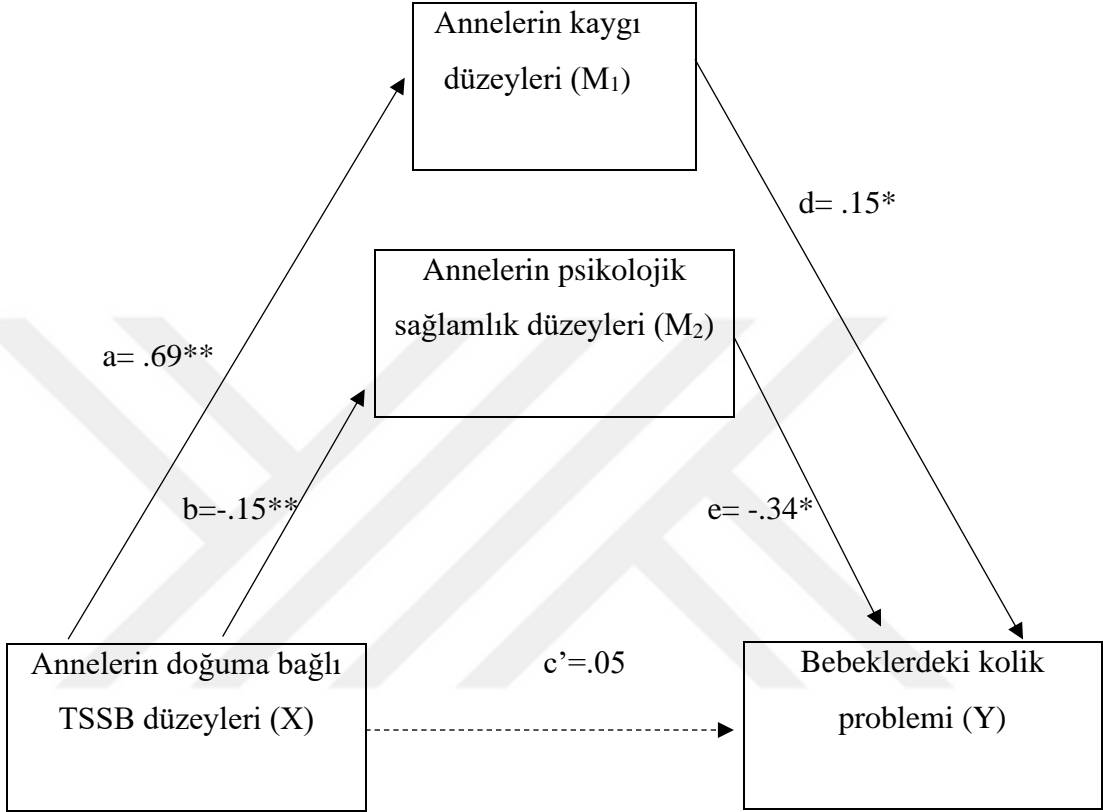 Annelerin kaygı
düzeyleri (M1)
d= .15*
Annelerin psikolojik
sağlamlık düzeyleri (M2)
a= .69**
b=-.15**
e= -.34*
Annelerin doğuma bağlı
TSSB düzeyleri (X)
c’=.05
Bebeklerdeki kolik
problemi (Y)